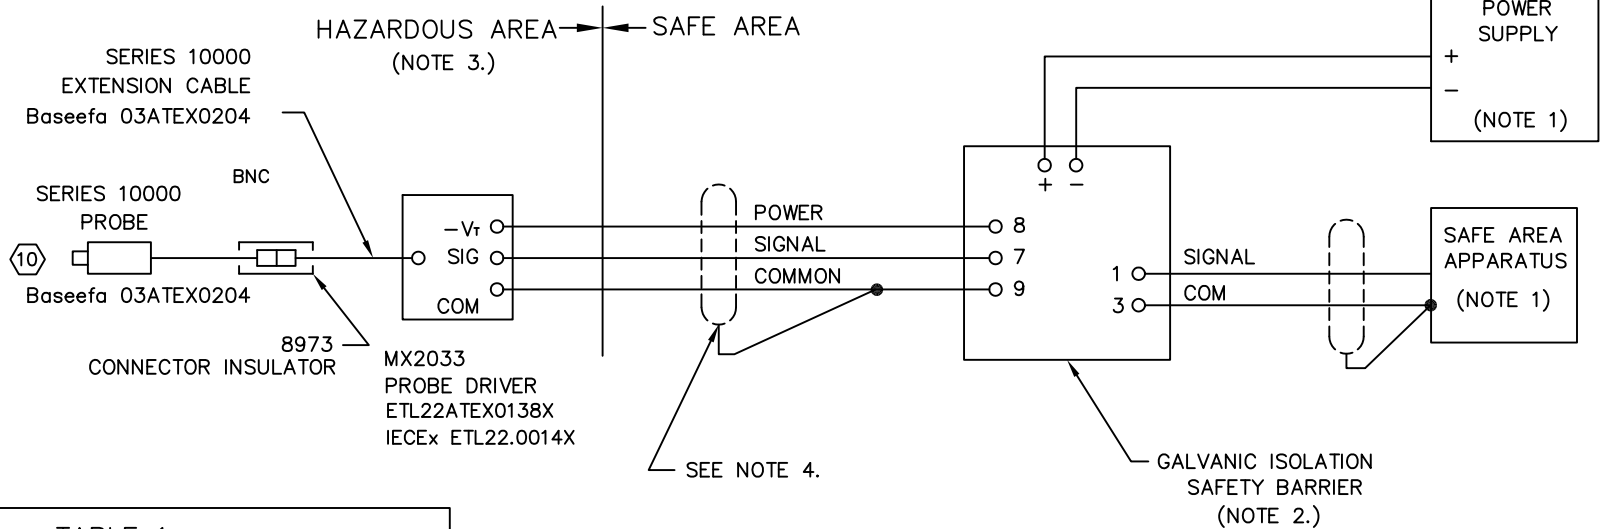 HAZARDOUS AREA
(NOTE 3.)
SAFE AREA
POWER
SUPPLY
+
−
(NOTE 1)
SERIES 10000
EXTENSION CABLE
Baseefa 03ATEX0204
BNC
SERIES 10000
PROBE
10
Baseefa 03ATEX0204
8973
CONNECTOR INSULATOR
−VT
SIG
COM
MX2033
PROBE DRIVER
ETL22ATEX0138X
IECEx ETL22.0014X
POWER
SIGNAL
COMMON
SEE NOTE 4.
+ −
8
7
9
1
3
SIGNAL
COM
SAFE AREA
APPARATUS
(NOTE 1)
GALVANIC ISOLATION
SAFETY BARRIER
(NOTE 2.)
TABLE 1